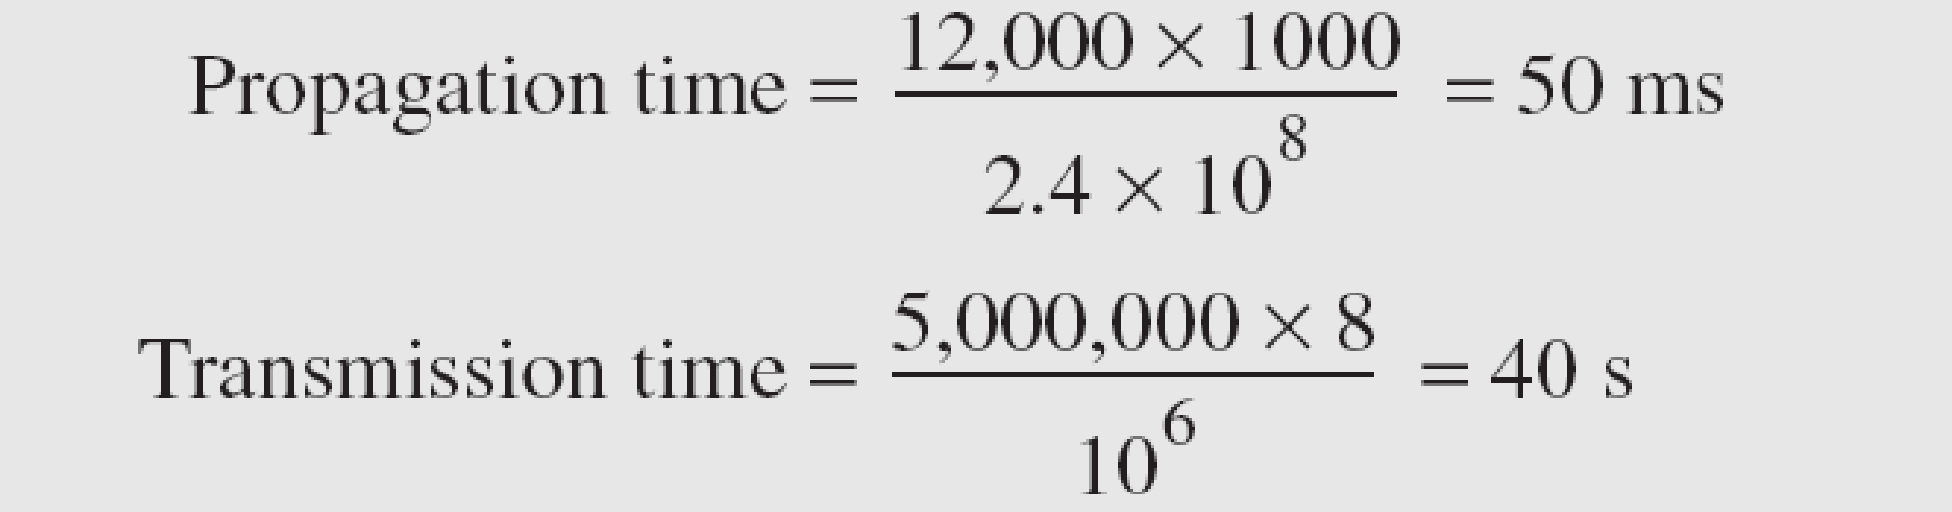 Propagation time = 12,000 × 1000 / 2.4 × 10^8 = 50 ms
Transmission time = 5,000,000 × 8 / 10^6 = 40 s